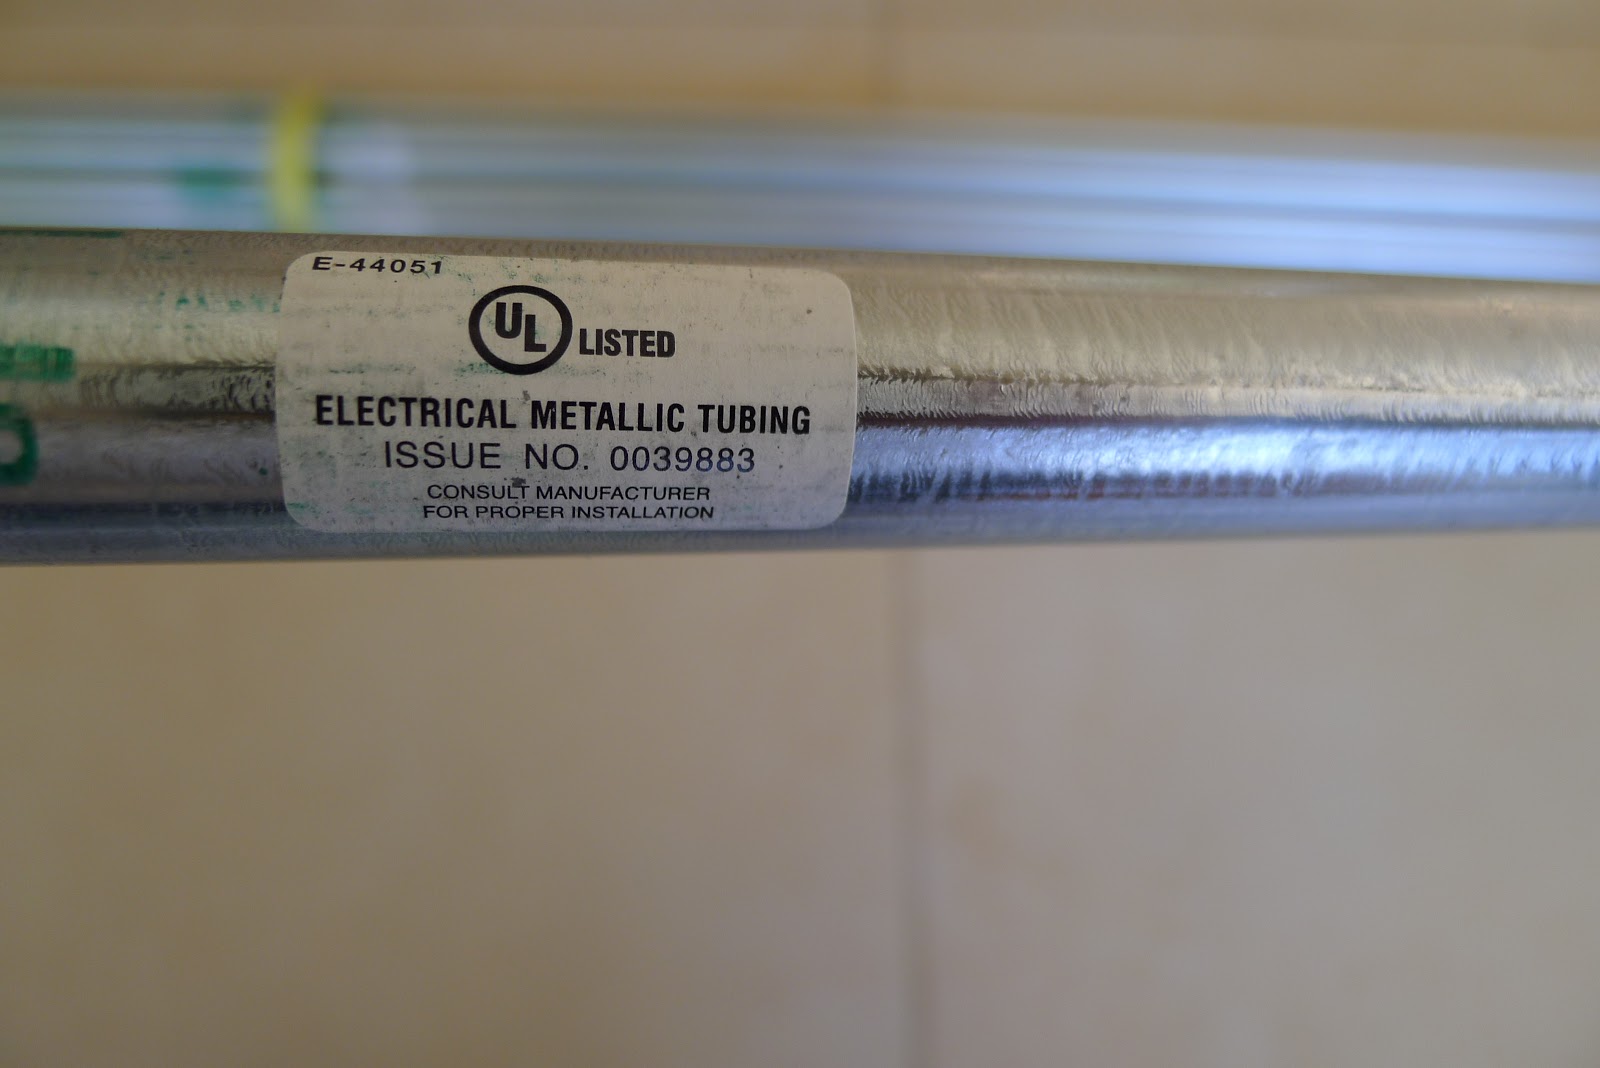 E-44051
UL LISTED
ELECTRICAL METALLIC TUBING
ISSUE NO. 0039883
CONSULT MANUFACTURER
FOR PROPER INSTALLATION